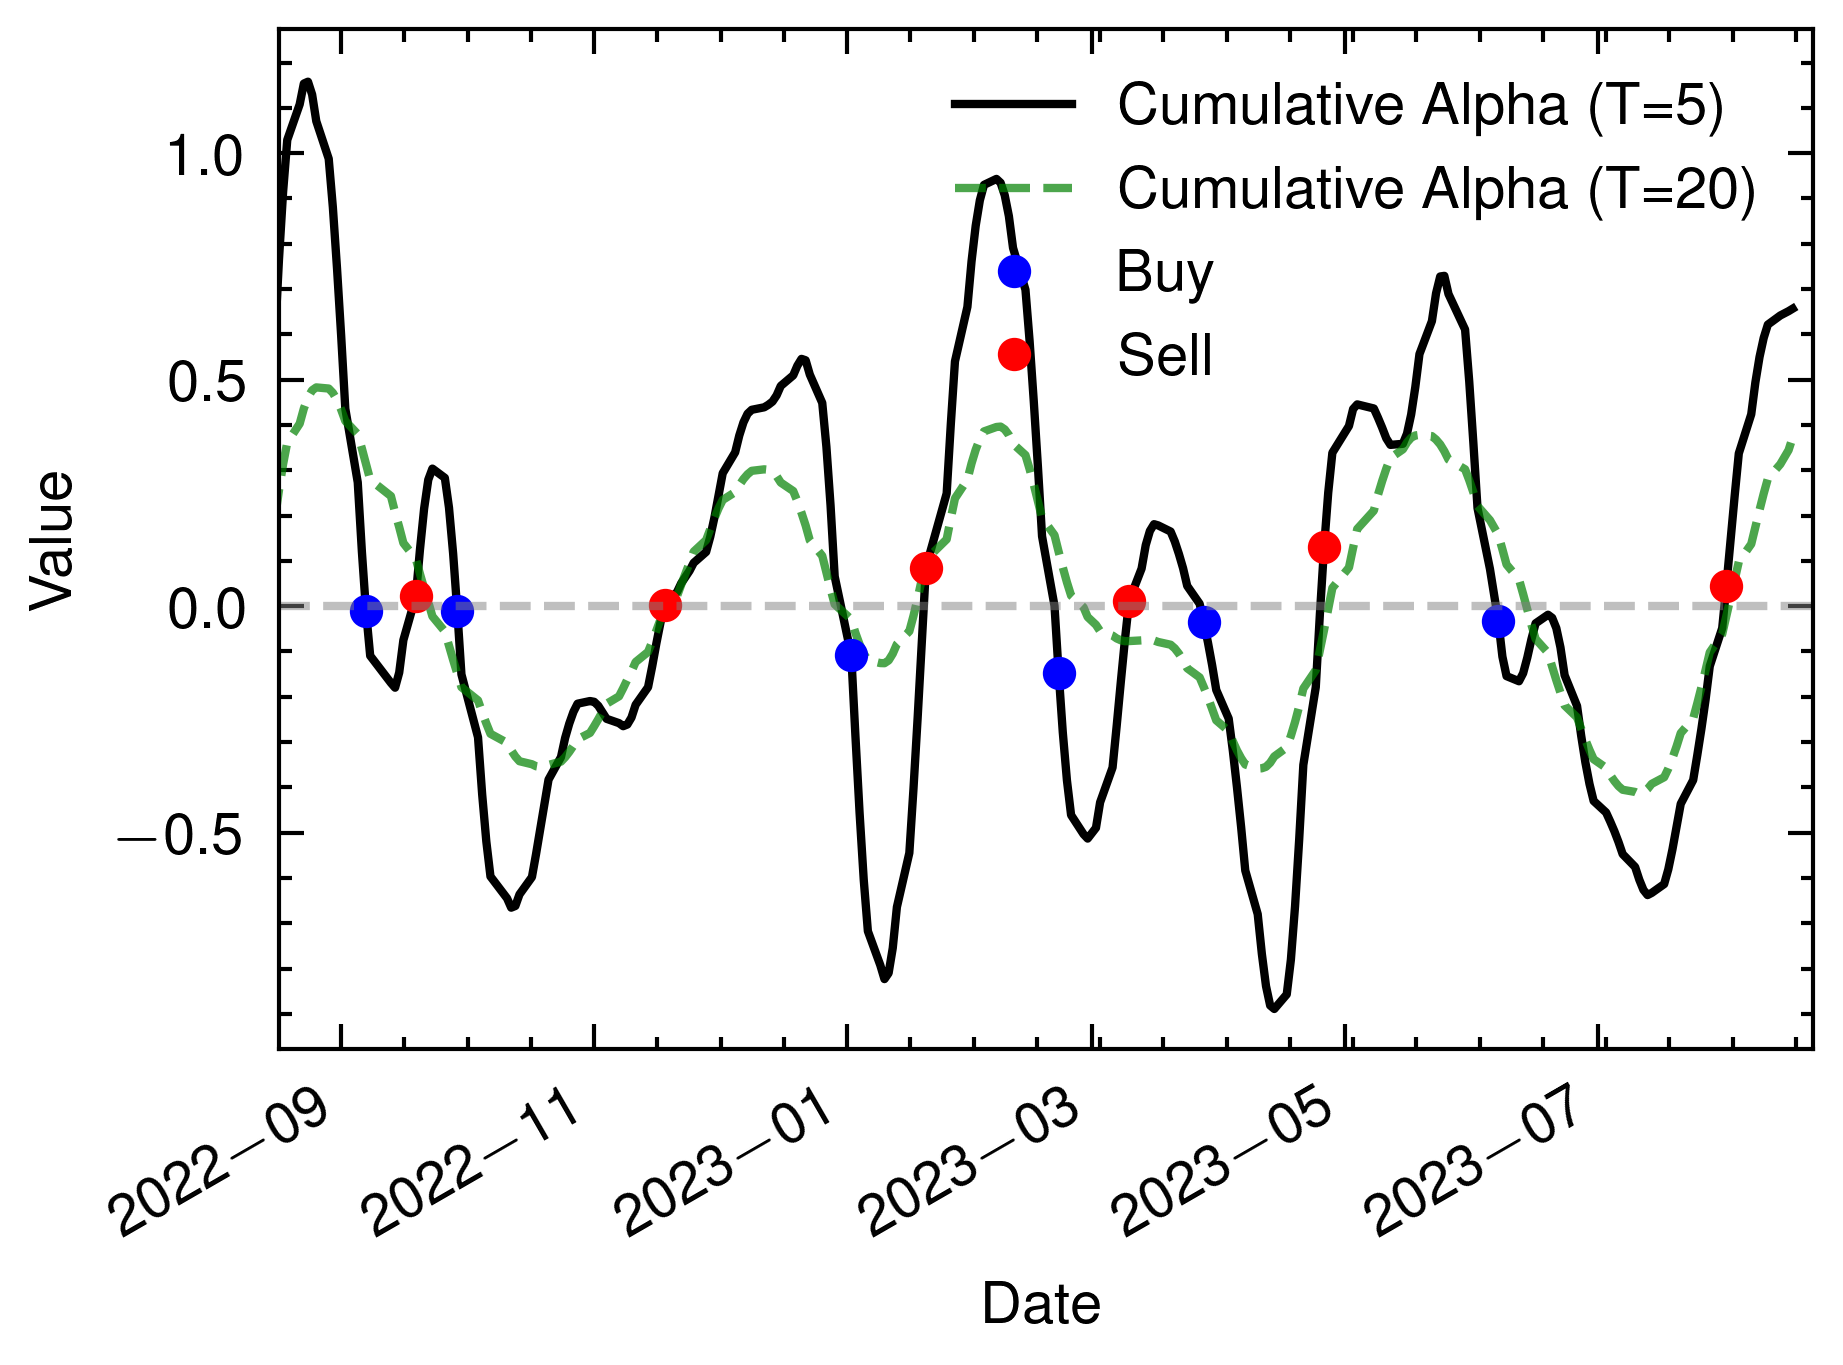 Cumulative Alpha (T=5)
Cumulative Alpha (T=20)
Buy
Sell
1.0
0.5
0.0
−0.5
Value
2022−09
2022−11
2023−01
2023−03
2023−05
2023−07
Date